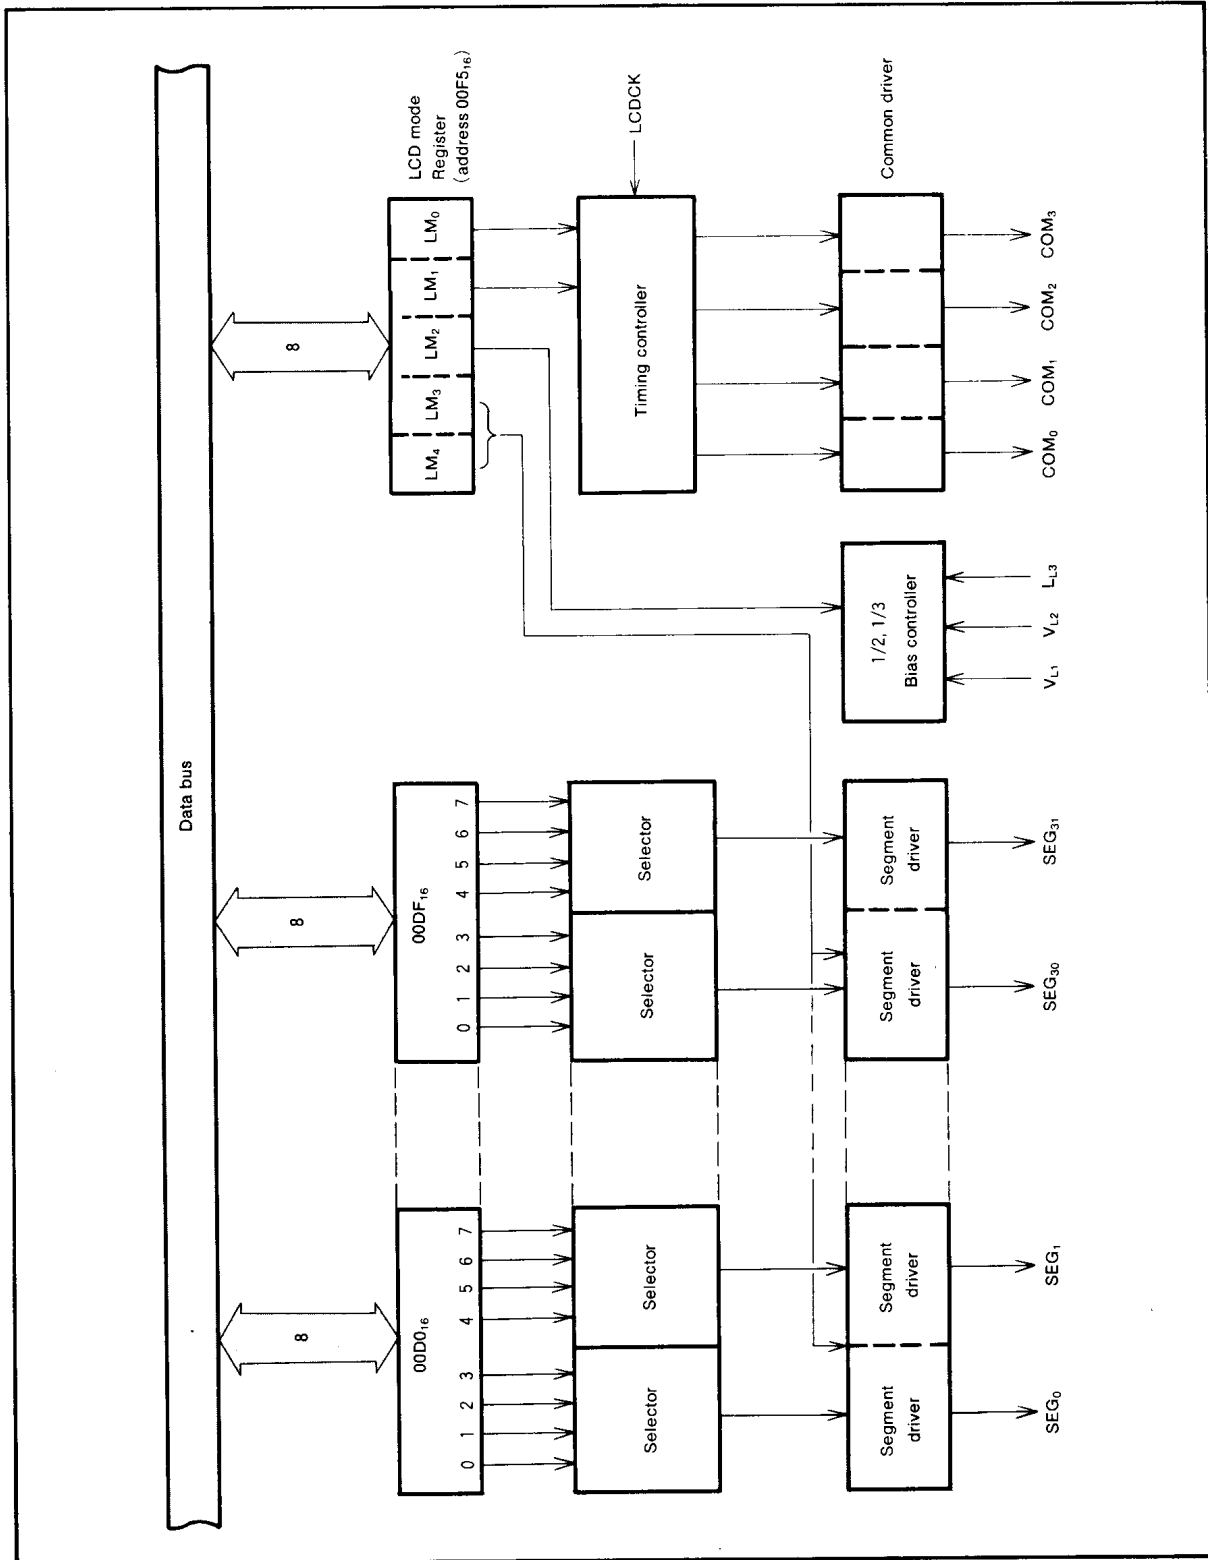 Data bus
8
8
8
LCD mode
Register
(address 00F5₁₆)
00D0₁₆
0 1 2 3 4 5 6 7
00DF₁₆
0 1 2 3 4 5 6 7
LM₄ LM₃ LM₂ LM₁ LM₀
Selector
Selector
Selector
Selector
Timing controller
LCDCK
Segment
driver
Segment
driver
Segment
driver
Segment
driver
1/2, 1/3
Bias controller
Common driver
SEG₀
SEG₁
SEG₃₀
SEG₃₁
V_L1
V_L2
L_L3
COM₀
COM₁
COM₂
COM₃